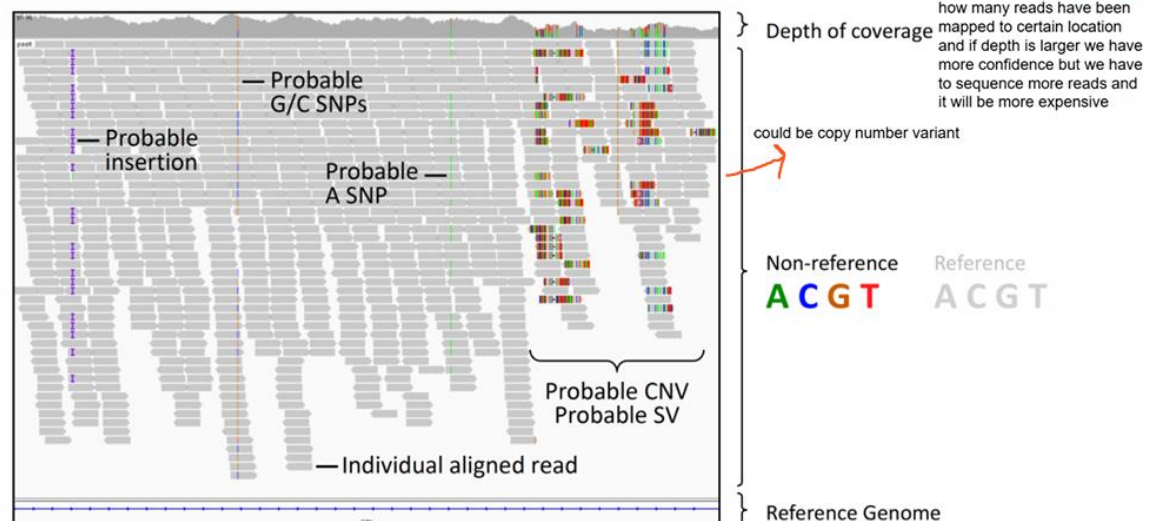 how many reads have been
mapped to certain location
and if depth is larger we have
more confidence but we have
to sequence more reads and
it will be more expensive
Depth of coverage
Probable
G/C SNPs
could be copy number variant
Probable
insertion
Probable
A SNP
Non-reference
A C G T
Reference
A C G T
Probable CNV
Probable SV
Individual aligned read
Reference Genome